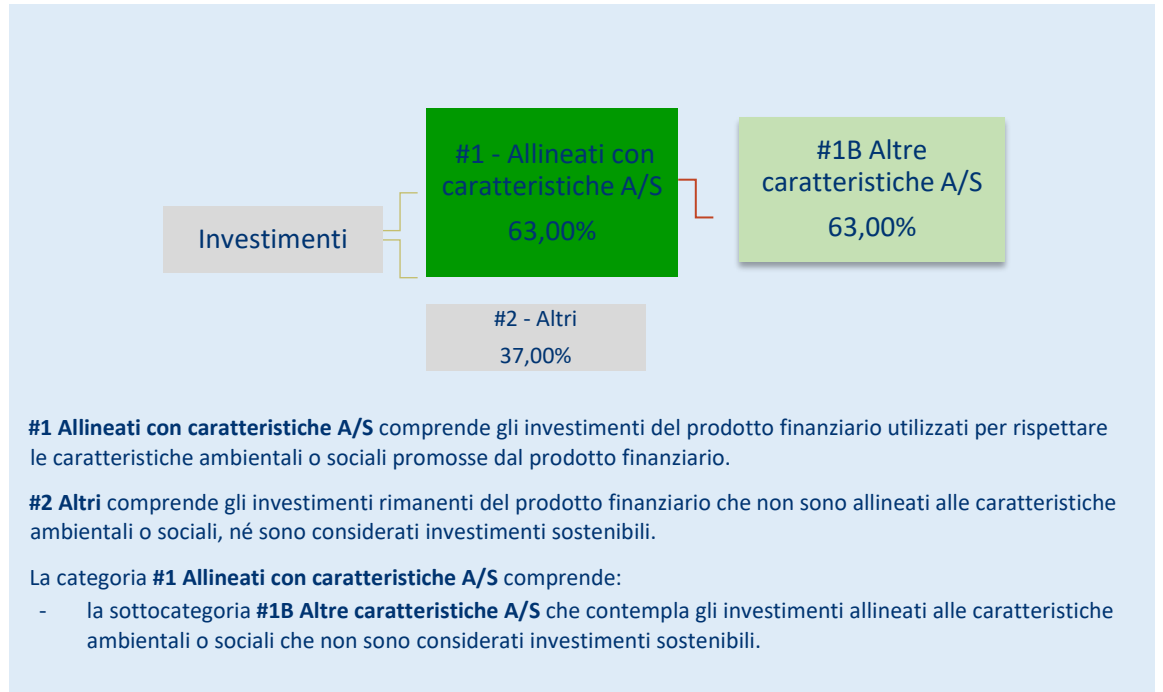 #1 - Allineati con
caratteristiche A/S
63,00%
#1B Altre
caratteristiche A/S
63,00%
Investimenti
#2 - Altri
37,00%
#1 Allineati con caratteristiche A/S comprende gli investimenti del prodotto finanziario utilizzati per rispettare
le caratteristiche ambientali o sociali promosse dal prodotto finanziario.
#2 Altri comprende gli investimenti rimanenti del prodotto finanziario che non sono allineati alle caratteristiche
ambientali o sociali, né sono considerati investimenti sostenibili.
La categoria #1 Allineati con caratteristiche A/S comprende:
- la sottocategoria #1B Altre caratteristiche A/S che contempla gli investimenti allineati alle caratteristiche
ambientali o sociali che non sono considerati investimenti sostenibili.